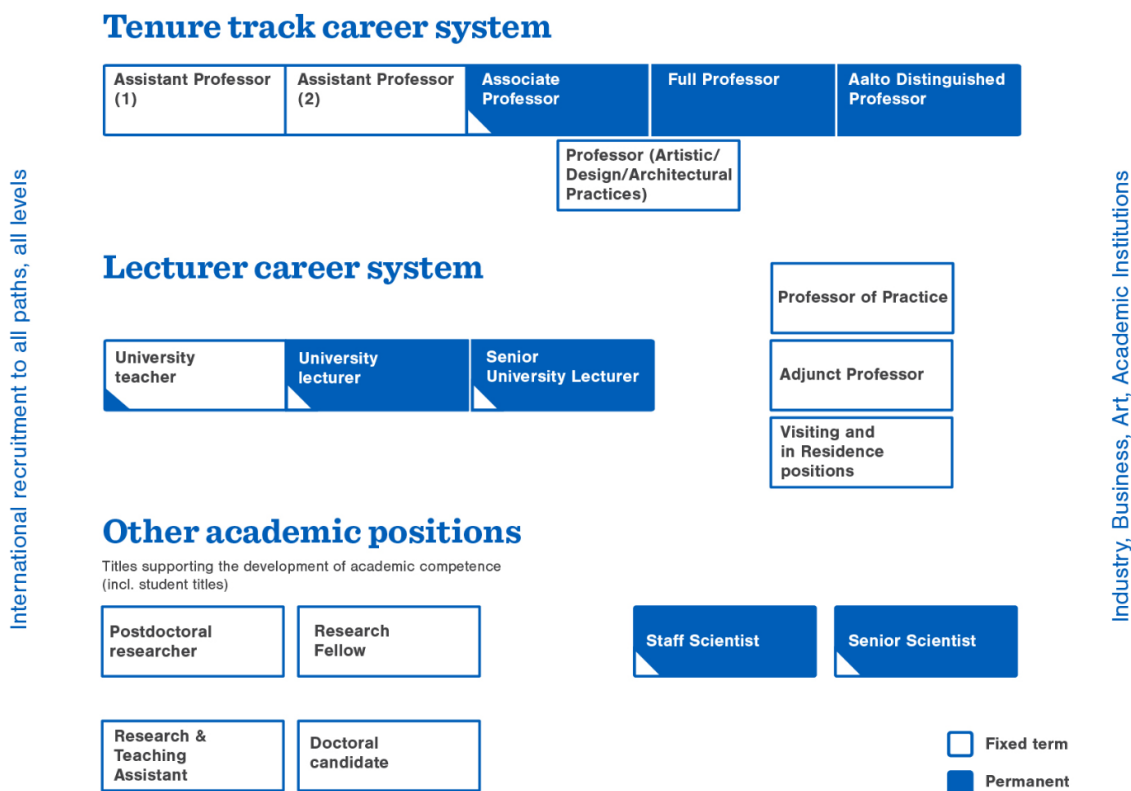 Tenure track career system
Assistant Professor
(1)
Assistant Professor
(2)
Associate
Professor
Full Professor
Aalto Distinguished
Professor
Professor (Artistic/
Design/Architectural
Practices)
International recruitment to all paths, all levels
Industry, Business, Art, Academic Institutions
Lecturer career system
University
teacher
University
lecturer
Senior
University Lecturer
Professor of Practice
Adjunct Professor
Visiting and
in Residence
positions
Other academic positions
Titles supporting the development of academic competence
(incl. student titles)
Postdoctoral
researcher
Research
Fellow
Staff Scientist
Senior Scientist
Research &
Teaching
Assistant
Doctoral
candidate
Fixed term
Permanent